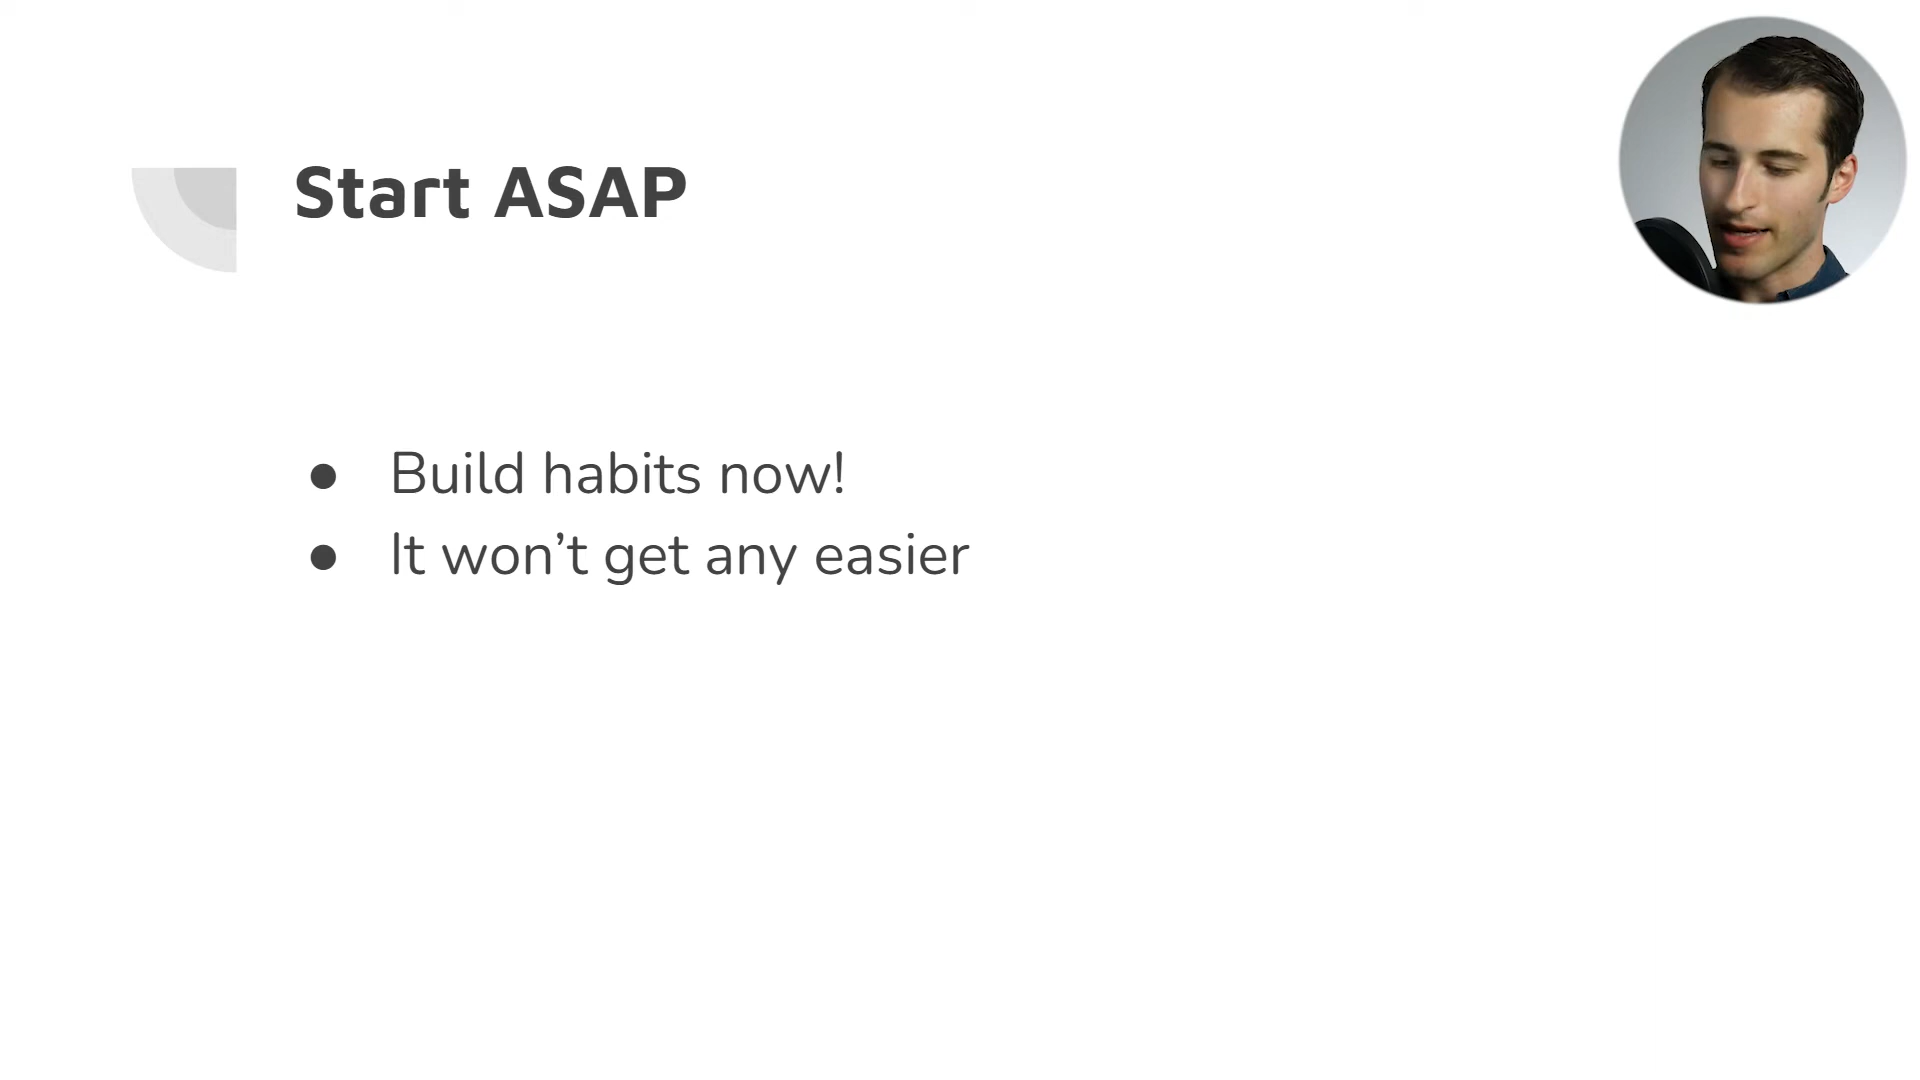 Start ASAP
● Build habits now!
● It won’t get any easier